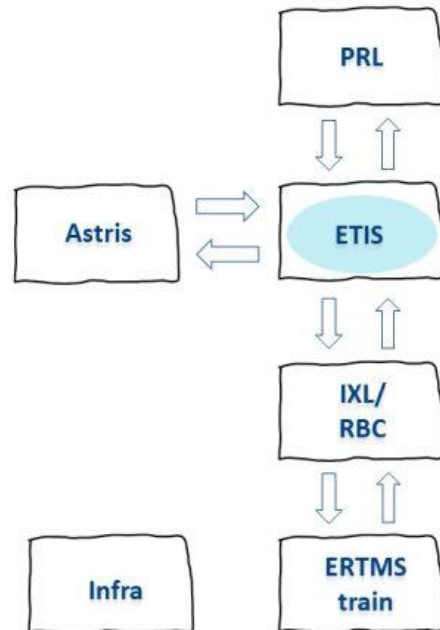 PRL
Astris
ETIS
IXL/
RBC
Infra
ERTMS
train